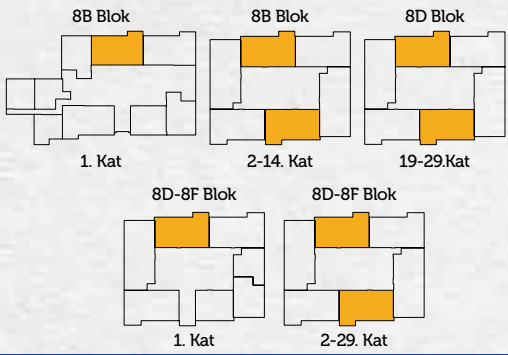 8B Blok
8B Blok
8D Blok
1. Kat
2-14. Kat
19-29.Kat
8D-8F Blok
8D-8F Blok
1. Kat
2-29. Kat